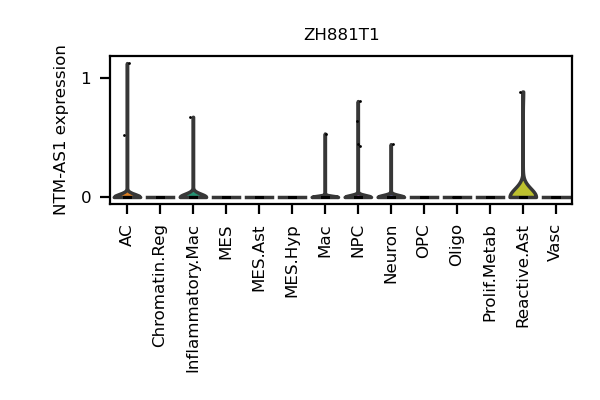 ZH881T1
NTM-AS1 expression
1
0
AC
Chromatin.Reg
Inflammatory.Mac
MES
MES.Ast
MES.Hyp
Mac
NPC
Neuron
OPC
Oligo
Prolif.Metab
Reactive.Ast
Vasc